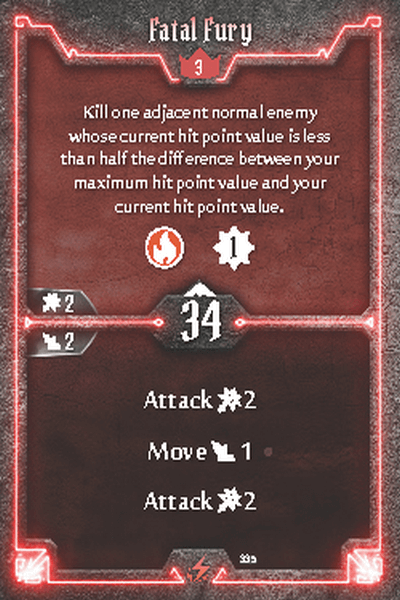 Fatal Fury
3
Kill one adjacent normal enemy
whose current hit point value is less
than half the difference between your
maximum hit point value and your
current hit point value.
1
2
34
2
Attack 2
Move 1
Attack 2